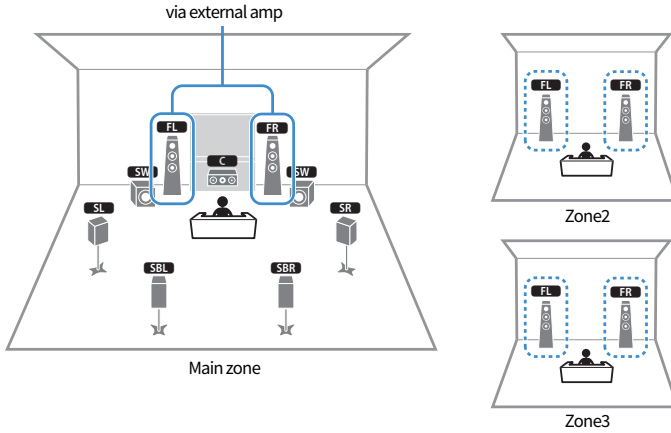 via external amp
FL
FR
C
SW
SW
SL
SR
SBL
SBR
Main zone
FL
FR
Zone2
FL
FR
Zone3